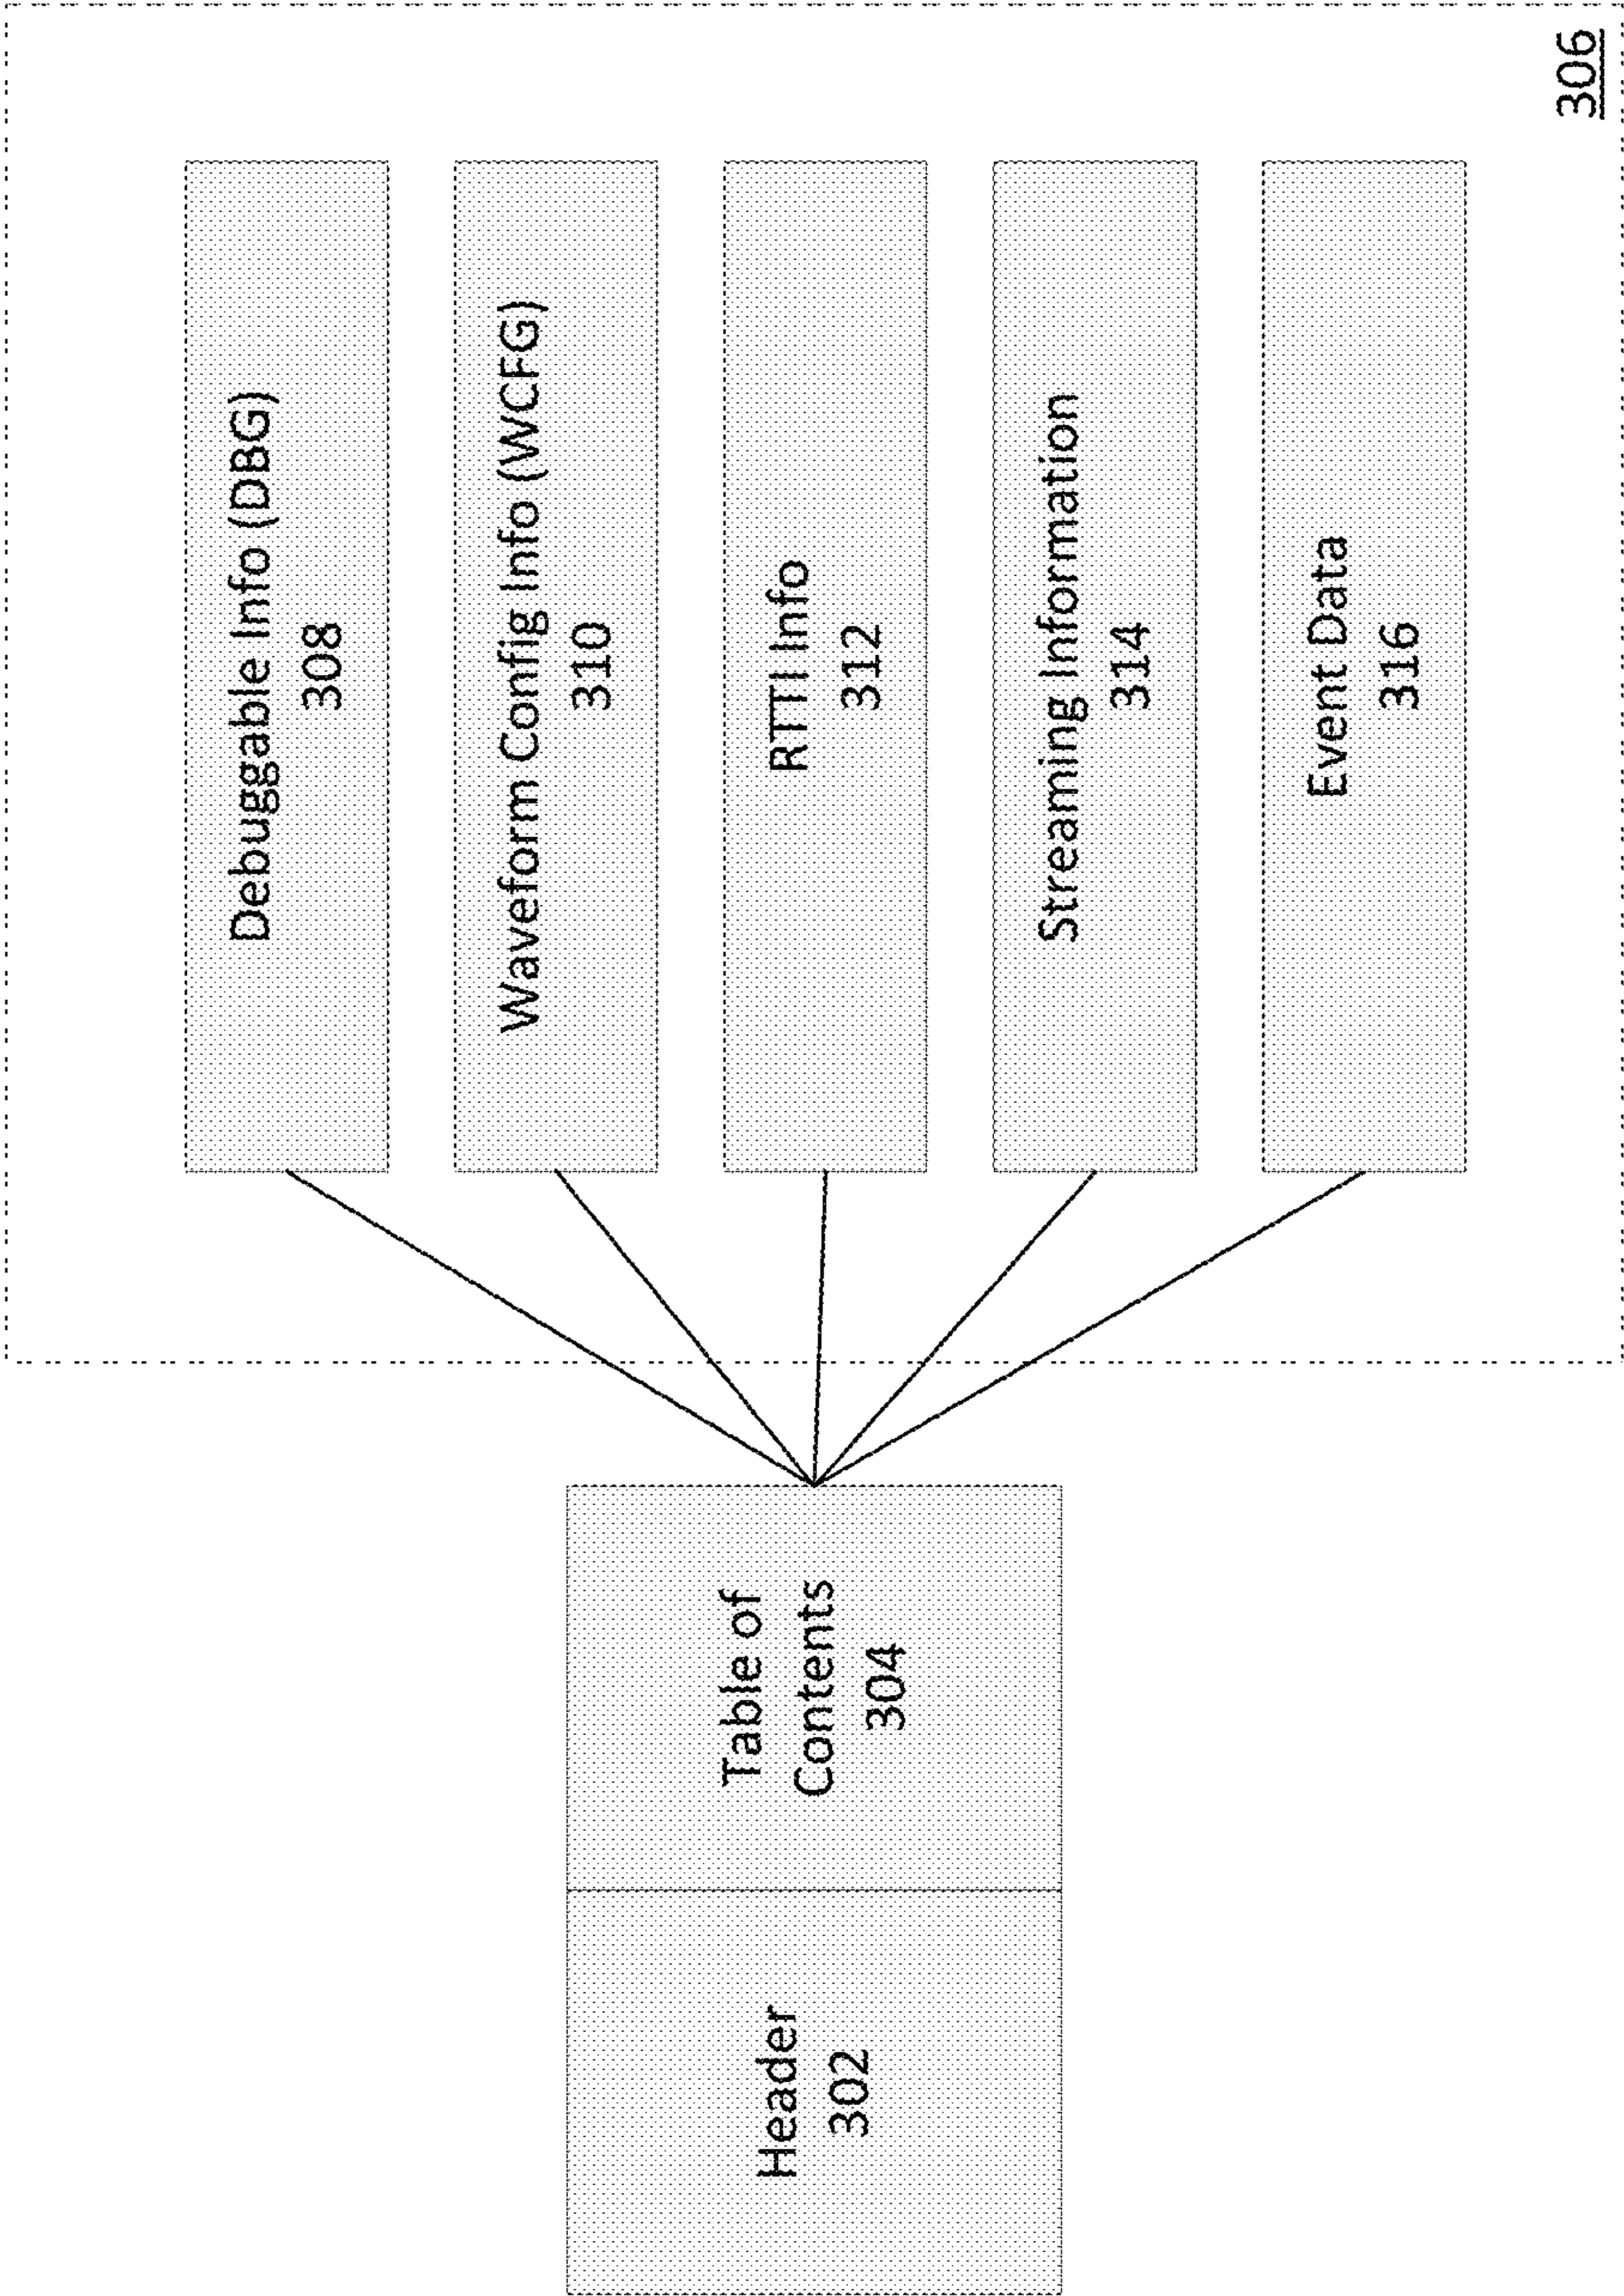 Header
302
Table of
Contents
304
Debuggable Info (DBG)
308
Waveform Config Info (WCFG)
310
RTTI Info
312
Streaming Information
314
Event Data
316
306